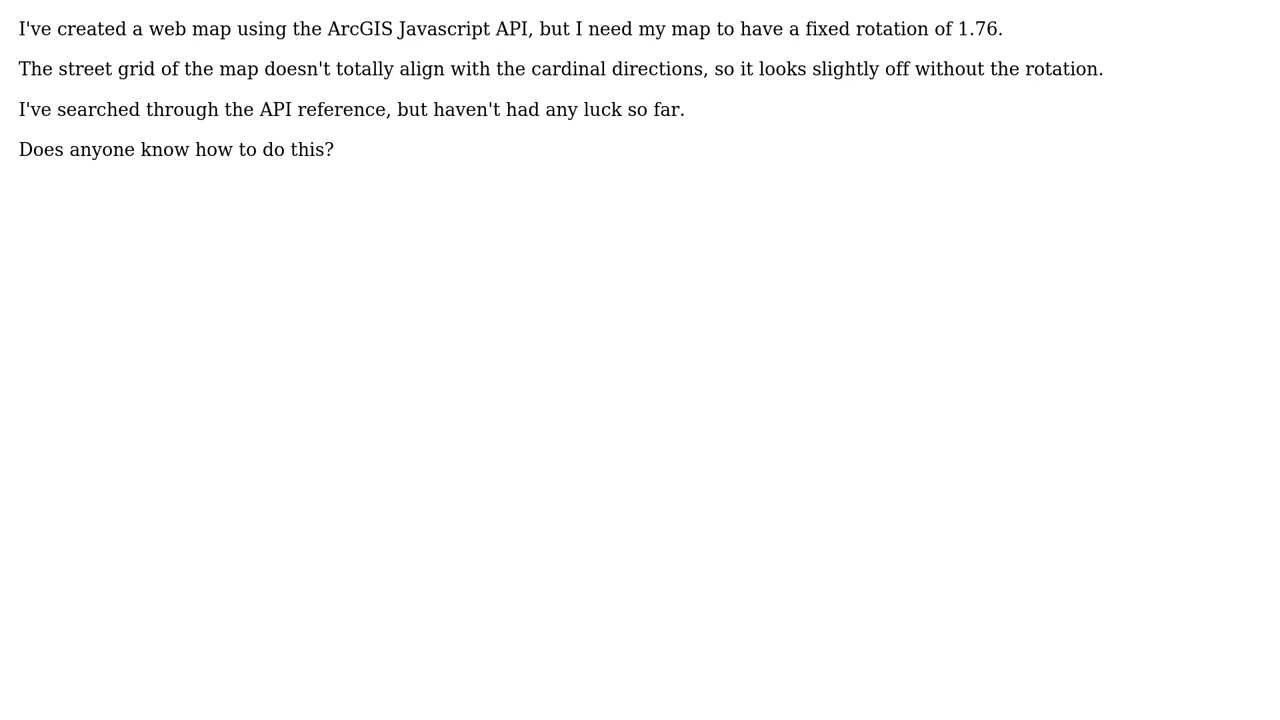 I've created a web map using the ArcGIS Javascript API, but I need my map to have a fixed rotation of 1.76.
The street grid of the map doesn't totally align with the cardinal directions, so it looks slightly off without the rotation.
I've searched through the API reference, but haven't had any luck so far.
Does anyone know how to do this?